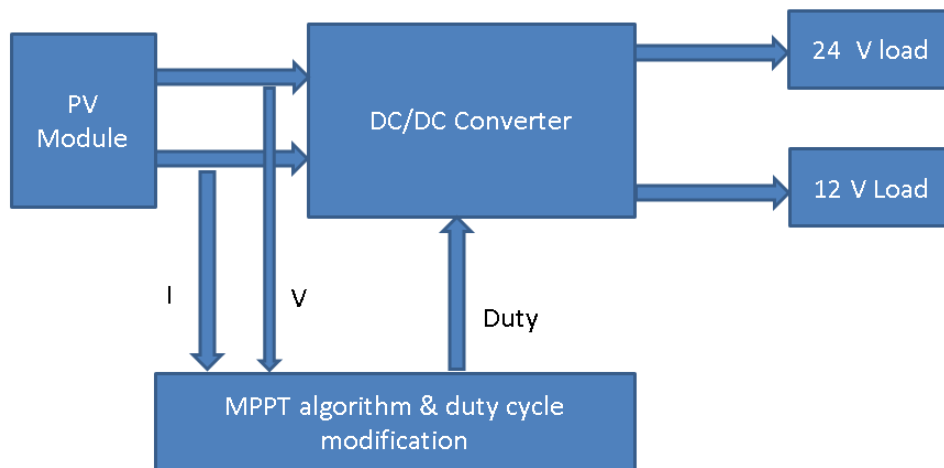 PV
Module
DC/DC Converter
24 V load
12 V Load
I
V
Duty
MPPT algorithm & duty cycle
modification